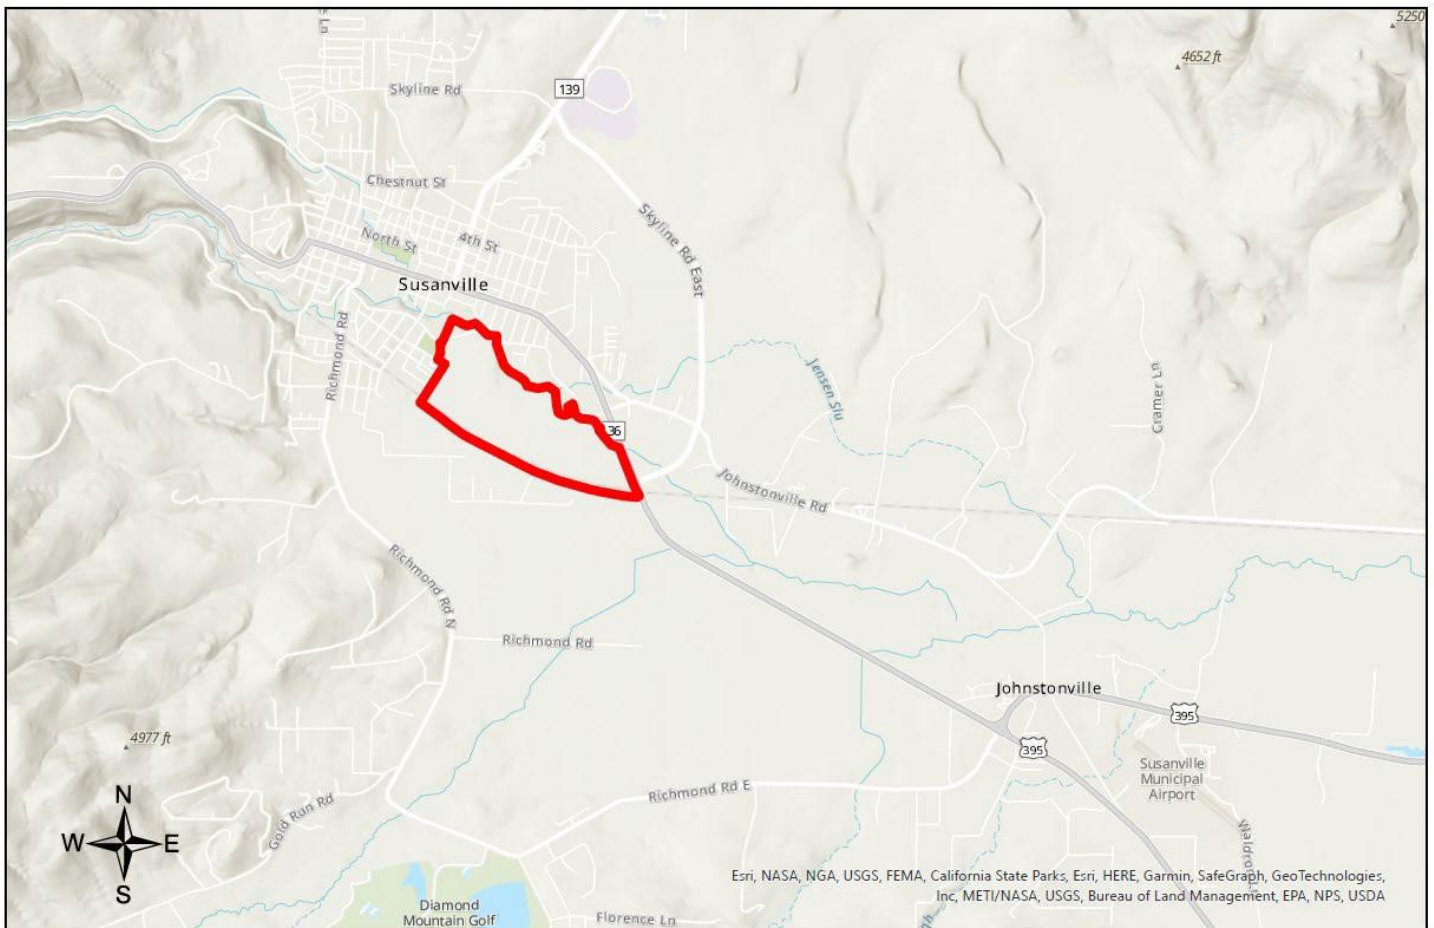 5250
4652 ft
Ln
Skyline Rd
139
Chestnut St
North St
4th St
Skyline Rd East
Susanville
Richmond Rd
Jensen Slu
Cramer Ln
36
Johnstonville Rd
Richmond Rd N
Richmond Rd
Johnstonville
395
395
4977 ft
Susanville
Municipal
Airport
Richmond Rd E
Gold Run Rd
N
W E
S
Esri, NASA, NGA, USGS, FEMA, California State Parks, Esri, HERE, Garmin, SafeGraph, GeoTechnologies,
Inc, METI/NASA, USGS, Bureau of Land Management, EPA, NPS, USDA
Diamond
Mountain Golf
Florence Ln